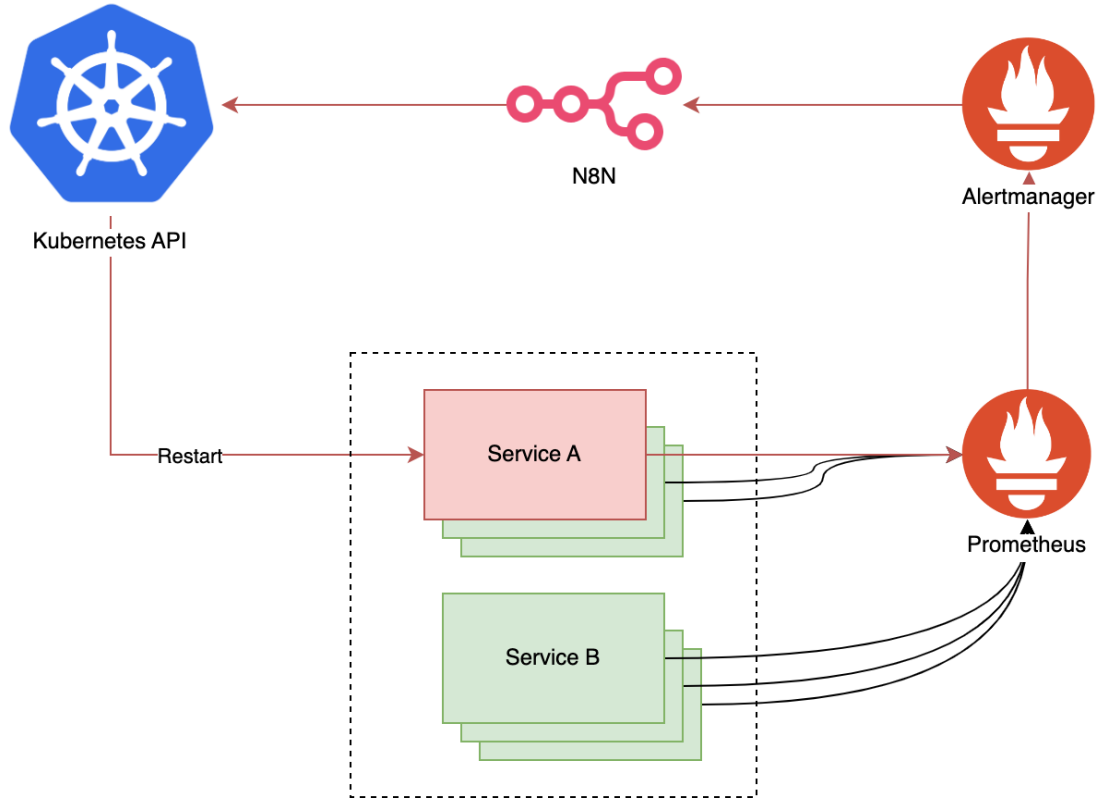 N8N
Alertmanager
Kubernetes API
Restart
Service A
Prometheus
Service B